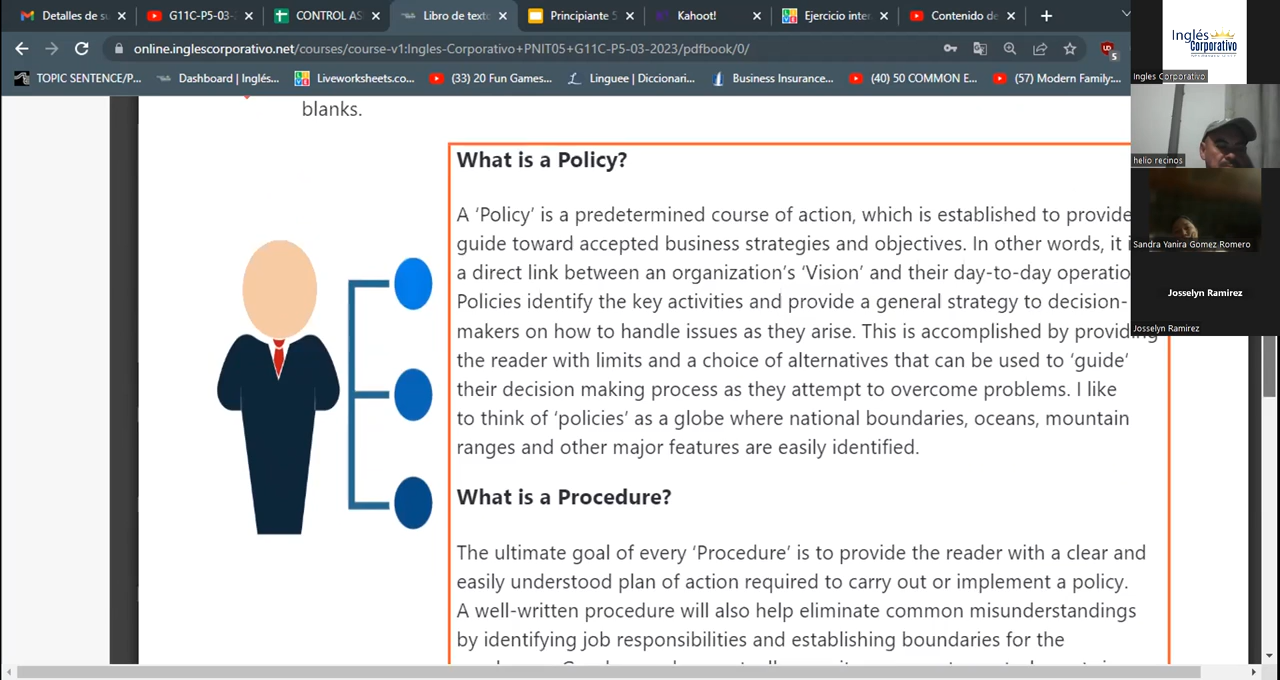 Detalles de su
G11C-P5-03-
CONTROL AS
Libro de texto
Principiante 5
Kahoot!
Ejercicio inter
Contenido de
online.inglescorporativo.net/courses/course-v1:Ingles-Corporativo+PNIT05+G11C-P5-03-2023/pdfbook/0/
5
TOPIC SENTENCE/P...
Dashboard | Inglés...
Liveworksheets.co...
(33) 20 Fun Games...
Linguee | Diccionari...
Business Insurance...
(40) 50 COMMON E...
(57) Modern Family:...
Inglés
Corporativo
Ingles Corporativo
helio recinos
Sandra Yanira Gomez Romero
Josselyn Ramirez
Josselyn Ramirez
blanks.
What is a Policy?
A ‘Policy’ is a predetermined course of action, which is established to provide
guide toward accepted business strategies and objectives. In other words, it
a direct link between an organization’s ‘Vision’ and their day-to-day operatio
Policies identify the key activities and provide a general strategy to decision-
makers on how to handle issues as they arise. This is accomplished by providing
the reader with limits and a choice of alternatives that can be used to ‘guide’
their decision making process as they attempt to overcome problems. I like
to think of ‘policies’ as a globe where national boundaries, oceans, mountain
ranges and other major features are easily identified.
What is a Procedure?
The ultimate goal of every ‘Procedure’ is to provide the reader with a clear and
easily understood plan of action required to carry out or implement a policy.
A well-written procedure will also help eliminate common misunderstandings
by identifying job responsibilities and establishing boundaries for the